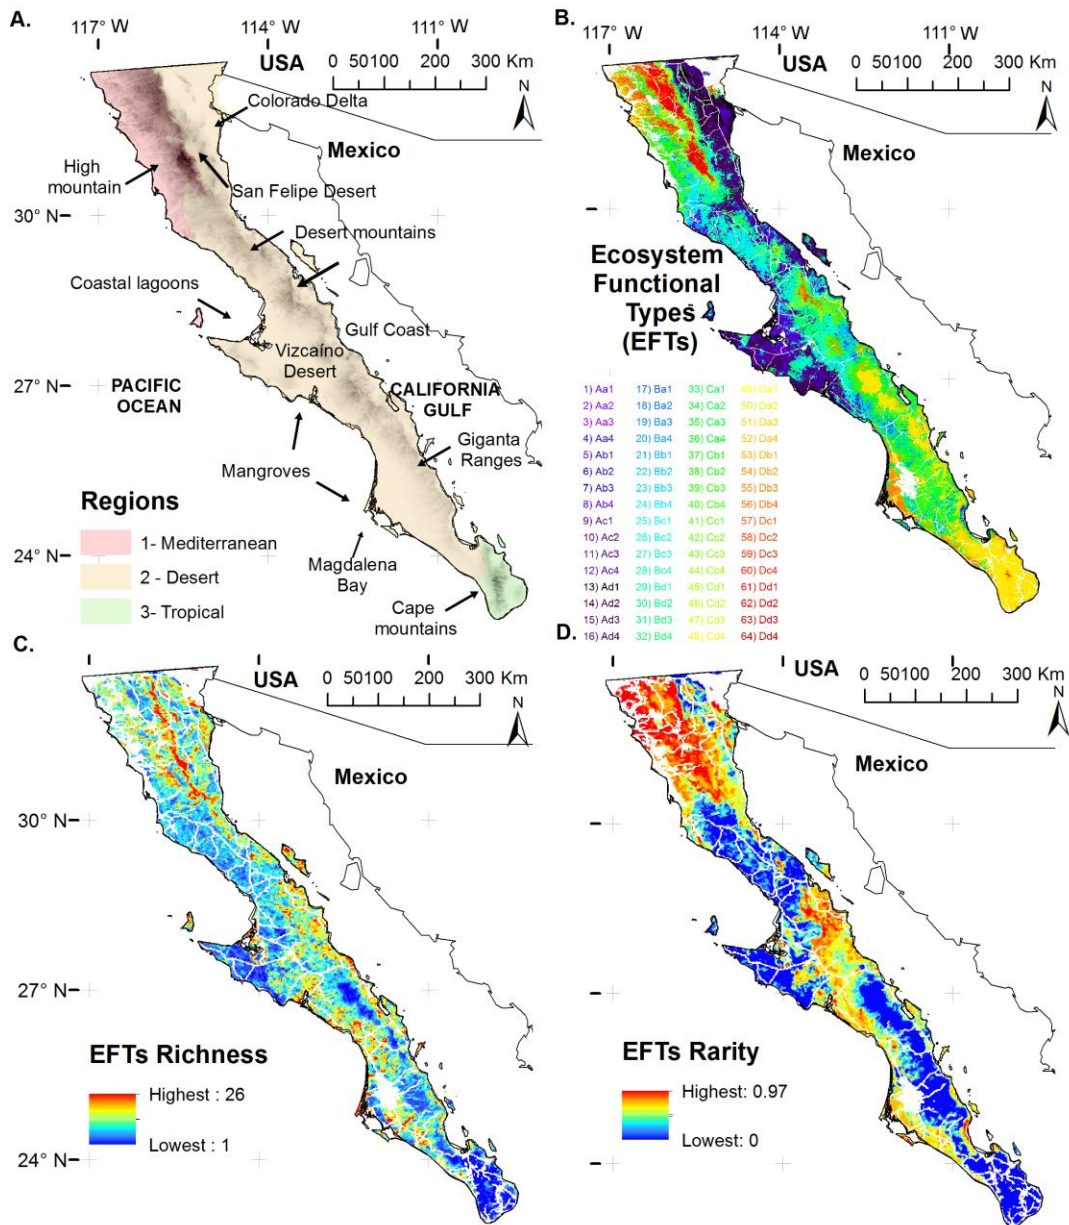 A.
117° W
114° W
111° W
USA
0 50100 200 300 Km
N
Colorado Delta
Mexico
High
mountain
San Felipe Desert
30° N
Desert mountains
Coastal lagoons
Gulf Coast
Vizcaíno
Desert
27° N
PACIFIC
OCEAN
CALIFORNIA
GULF
Giganta
Ranges
Mangroves
Regions
1- Mediterranean
2 - Desert
3- Tropical
24° N
Magdalena
Bay
Cape
mountains
B.
117° W
114° W
111° W
USA
0 50100 200 300 Km
N
Mexico
Ecosystem
Functional
Types
(EFTs)
1) Aa1 17) Ba1 33) Ca1 49) Da1
2) Aa2 18) Ba2 34) Ca2 50) Da2
3) Aa3 19) Ba3 35) Ca3 51) Da3
4) Aa4 20) Ba4 36) Ca4 52) Da4
5) Ab1 21) Bb1 37) Cb1 53) Db1
6) Ab2 22) Bb2 38) Cb2 54) Db2
7) Ab3 23) Bb3 39) Cb3 55) Db3
8) Ab4 24) Bb4 40) Cb4 56) Db4
9) Ac1 25) Bc1 41) Cc1 57) Dc1
10) Ac2 26) Bc2 42) Cc2 58) Dc2
11) Ac3 27) Bc3 43) Cc3 59) Dc3
12) Ac4 28) Bc4 44) Cc4 60) Dc4
13) Ad1 29) Bd1 45) Cd1 61) Dd1
14) Ad2 30) Bd2 46) Cd2 62) Dd2
15) Ad3 31) Bd3 47) Cd3 63) Dd3
16) Ad4 32) Bd4 48) Cd4 64) Dd4
C.
USA
0 50100 200 300 Km
N
Mexico
30° N
27° N
EFTs Richness
Highest : 26
Lowest : 1
24° N
D.
USA
0 50100 200 300 Km
N
Mexico
EFTs Rarity
Highest: 0.97
Lowest: 0